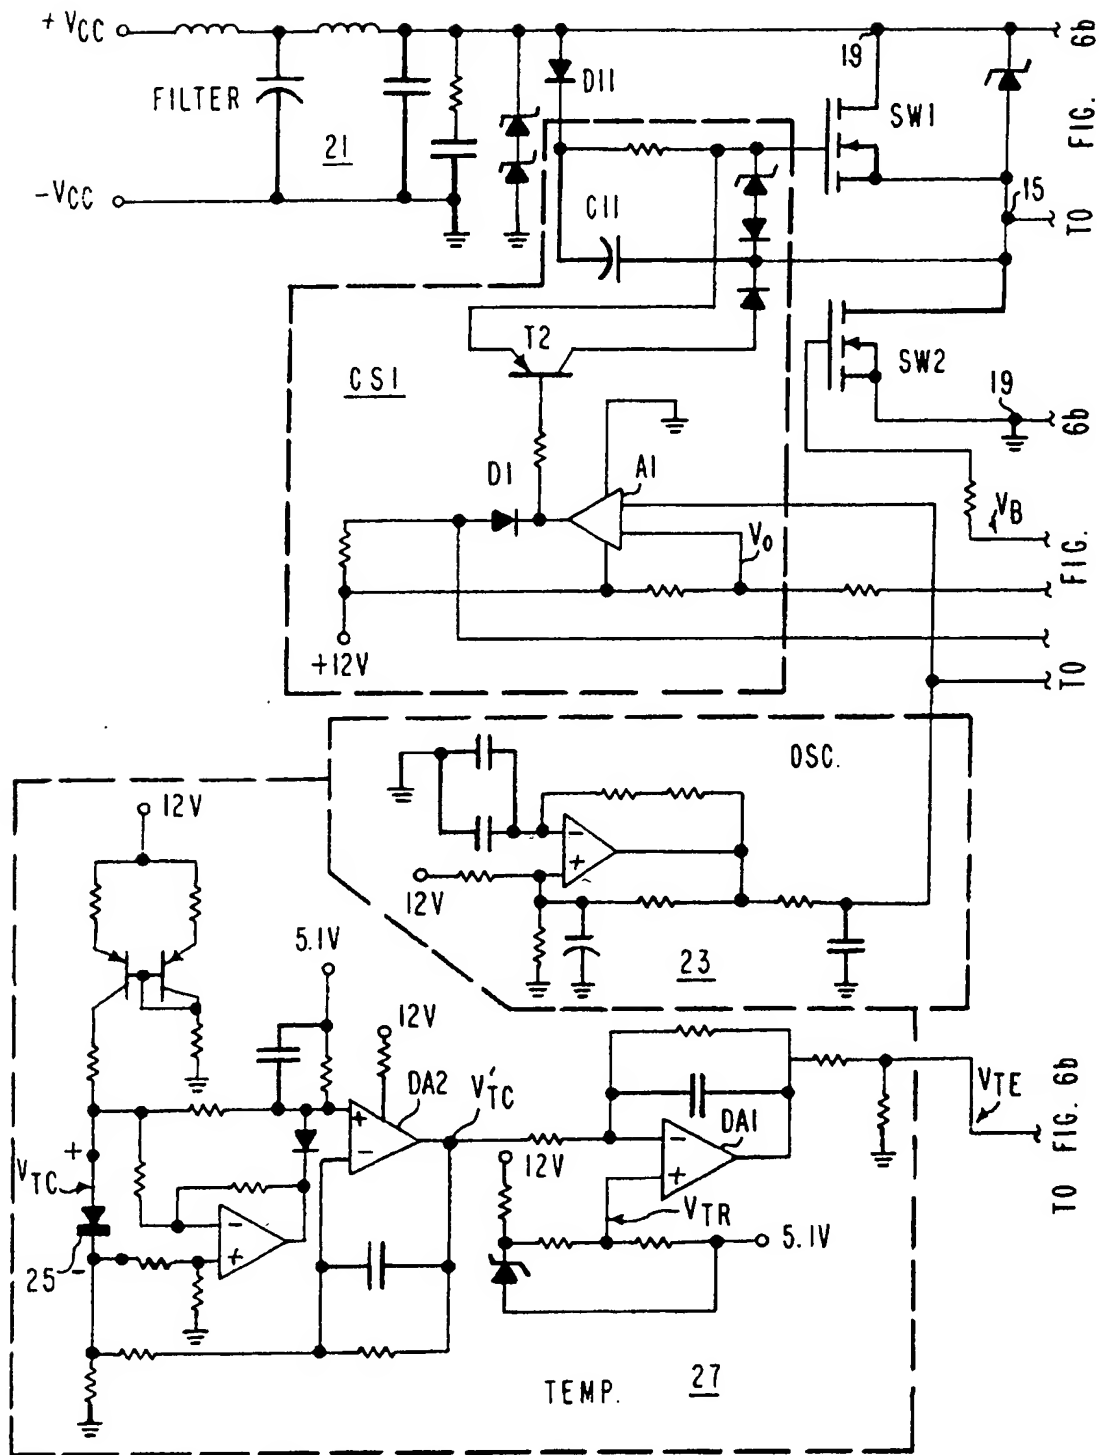 + VCC
FILTER
21
-VCC
D11
19
SW1
FIG. 6b
15
TO
C11
T2
CS1
SW2
19
6b
A1
D1
VB
V0
FIG.
+12V
TO
OSC.
12V
12V
23
5.1V
12V
DA2
V'TC
DA1
VTE
TO FIG. 6b
+
VTC
25
-
12V
VTR
5.1V
TEMP.
27
+
-
-
+
-
+
-
+